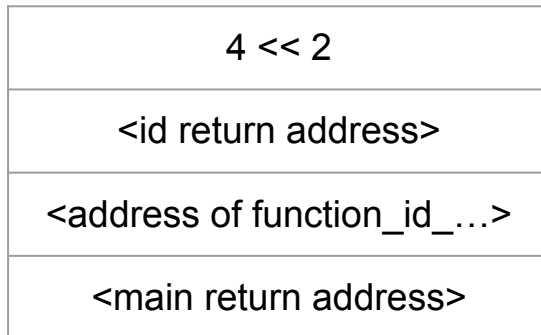 4 << 2
<id return address>
<address of function_id_…>
<main return address>